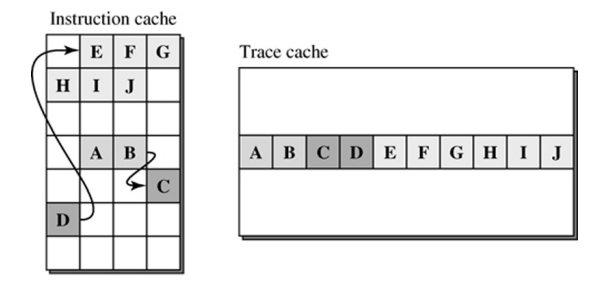 Instruction cache
E F G
H I J
A B
C
D
Trace cache
A B C D E F G H I J